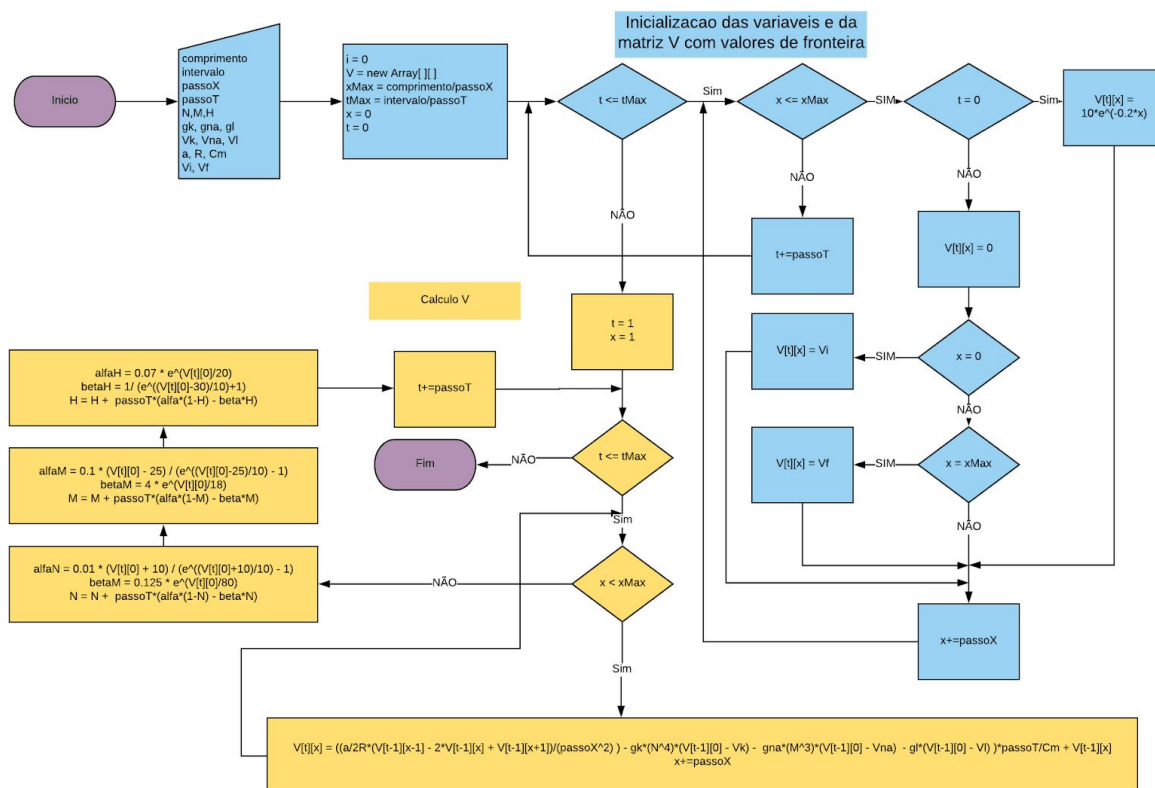 Inicializacao das variaveis e da
matriz V com valores de fronteira
Inicio
comprimento
intervalo
passoX
passoT
N,M,H
gk, gna, gl
Vk, Vna, Vl
a, R, Cm
Vi, Vf
i = 0
V = new Array[ ][ ]
xMax = comprimento/passoX
tMax = intervalo/passoT
x = 0
t = 0
t <= tMax
Sim
x <= xMax
SIM
t = 0
Sim
V[t][x] =
10*e^(-0.2*x)
NÃO
NÃO
NÃO
t+=passoT
V[t][x] = 0
Calculo V
t = 1
x = 1
V[t][x] = Vi
SIM
x = 0
NÃO
alfaH = 0.07 * e^(V[t][0]/20)
betaH = 1/ (e^((V[t][0]-30)/10)+1)
H = H + passoT*(alfa*(1-H) - beta*H)
t+=passoT
Fim
NÃO
t <= tMax
Sim
V[t][x] = Vf
SIM
x = xMax
NÃO
alfaM = 0.1 * (V[t][0] - 25) / (e^((V[t][0]-25)/10) - 1)
betaM = 4 * e^(V[t][0]/18)
M = M + passoT*(alfa*(1-M) - beta*M)
alfaN = 0.01 * (V[t][0] + 10) / (e^((V[t][0]+10)/10) - 1)
betaM = 0.125 * e^(V[t][0]/80)
N = N + passoT*(alfa*(1-N) - beta*N)
NÃO
x < xMax
Sim
x+=passoX
V[t][x] = ((a/2R*(V[t-1][x-1] - 2*V[t-1][x] + V[t-1][x+1])/(passoX^2) ) - gk*(N^4)*(V[t-1][0] - Vk) - gna*(M^3)*(V[t-1][0] - Vna) - gl*(V[t-1][0] - Vl) )*passoT/Cm + V[t-1][x]
x+=passoX